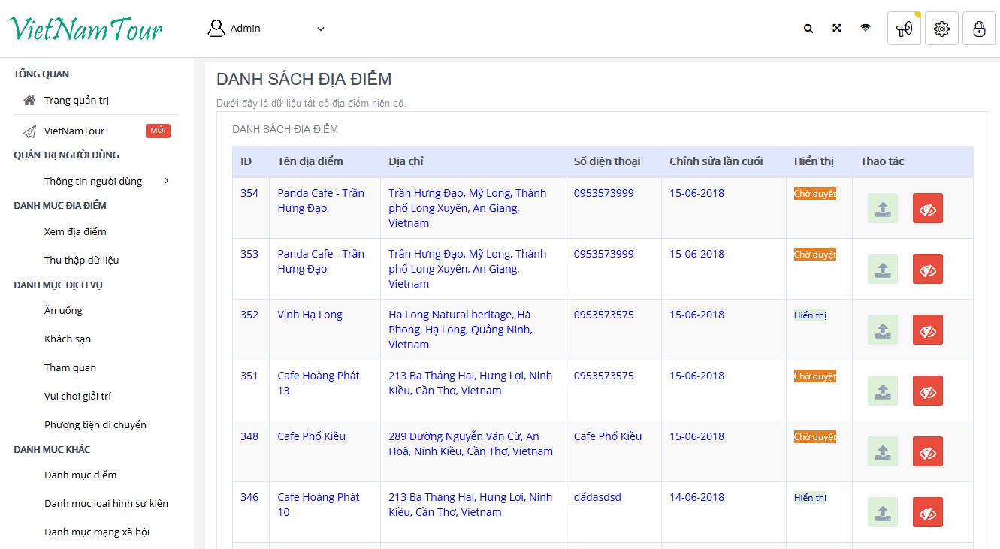 VietNamTour
Admin
TỔNG QUAN
Trang quản trị
VietNamTour
MỚI
QUẢN TRỊ NGƯỜI DÙNG
Thông tin người dùng
DANH MỤC ĐỊA ĐIỂM
Xem địa điểm
Thu thập dữ liệu
DANH MỤC DỊCH VỤ
Ăn uống
Khách sạn
Tham quan
Vui chơi giải trí
Phương tiện di chuyển
DANH MỤC KHÁC
Danh mục điểm
Danh mục loại hình sự kiện
Danh mục mạng xã hội
DANH SÁCH ĐỊA ĐIỂM
Dưới đây là dữ liệu tất cả địa điểm hiện có.
DANH SÁCH ĐỊA ĐIỂM
ID Tên địa điểm Địa chỉ Số điện thoại Chỉnh sửa lần cuối Hiển thị Thao tác
354 Panda Cafe - Trần Trần Hưng Đạo, Mỹ Long, Thành 0953573999 15-06-2018 Chờ duyệt
Hưng Đạo phố Long Xuyên, An Giang,
Vietnam
353 Panda Cafe - Trần Trần Hưng Đạo, Mỹ Long, Thành 0953573999 15-06-2018 Chờ duyệt
Hưng Đạo phố Long Xuyên, An Giang,
Vietnam
352 Vịnh Hạ Long Ha Long Natural heritage, Hà 0953573575 15-06-2018 Hiển thị
Phong, Hạ Long, Quảng Ninh,
Vietnam
351 Cafe Hoàng Phát 213 Ba Tháng Hai, Hưng Lợi, Ninh 0953573575 15-06-2018 Chờ duyệt
13 Kiều, Cần Thơ, Vietnam
348 Cafe Phố Kiều 289 Đường Nguyễn Văn Cừ, An Cafe Phố Kiều 15-06-2018 Chờ duyệt
Hoà, Ninh Kiều, Cần Thơ, Vietnam
346 Cafe Hoàng Phát 213 Ba Tháng Hai, Hưng Lợi, Ninh dấdasdsd 14-06-2018 Hiển thị
10 Kiều, Cần Thơ, Vietnam